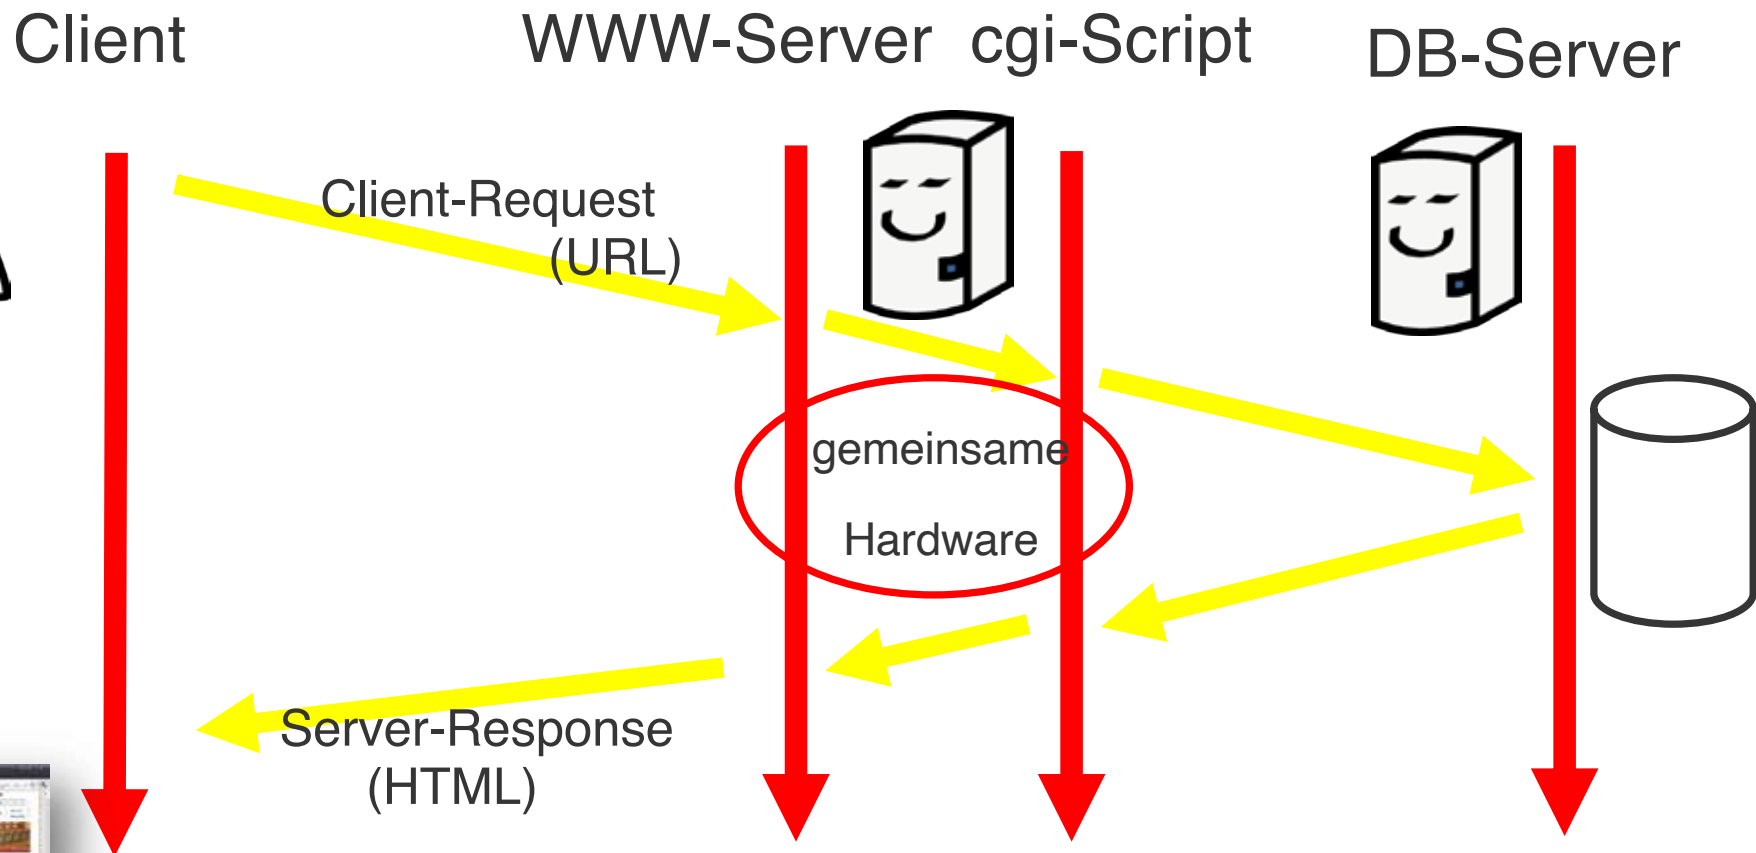 Client
WWW-Server
cgi-Script
DB-Server
Client-Request
(URL)
gemeinsame
Hardware
Server-Response
(HTML)